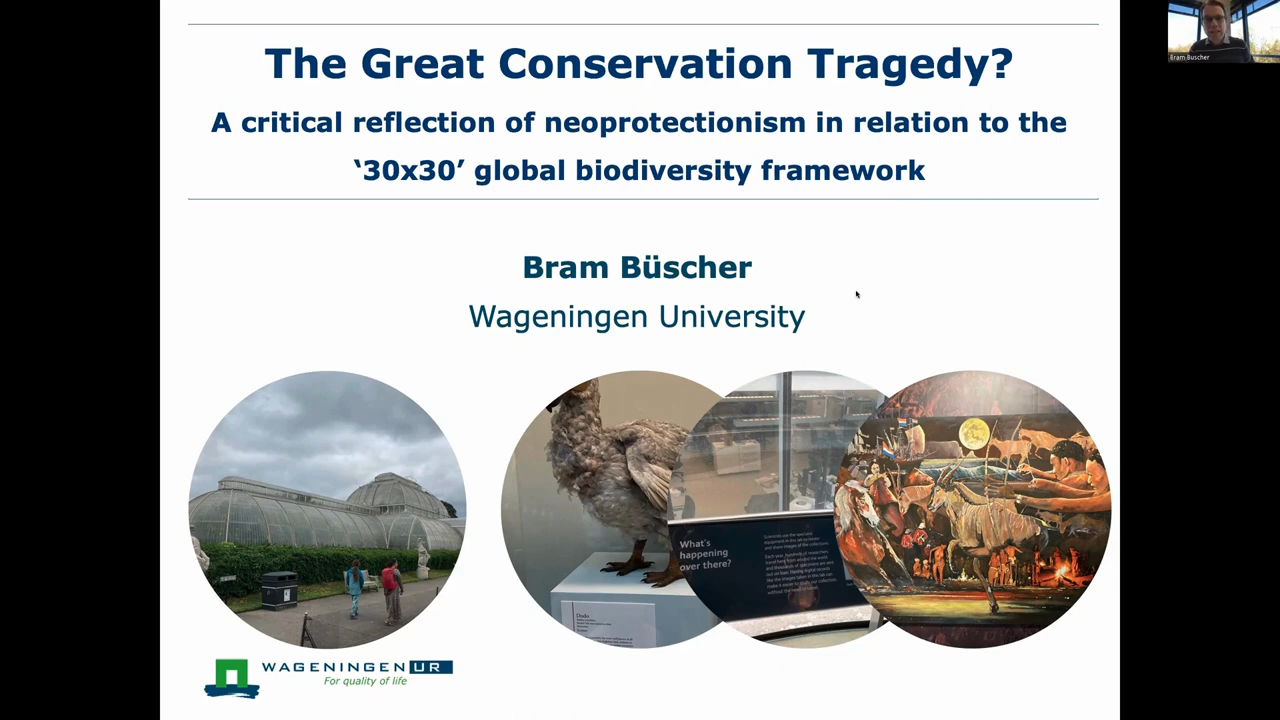 The Great Conservation Tragedy?
A critical reflection of neoprotectionism in relation to the
‘30x30’ global biodiversity framework
Bram Büscher
Wageningen University
Bram Büscher
What's
happening
over there?
Dodo
WAGENINGEN UR
For quality of life